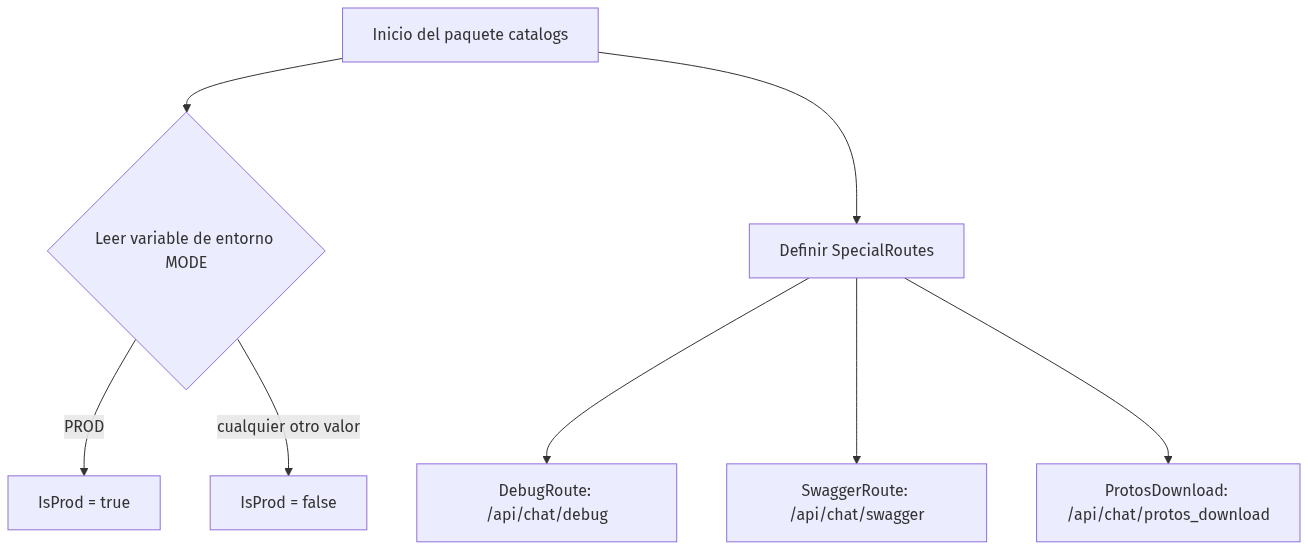 Inicio del paquete catalogs
Leer variable de entorno
MODE
Definir SpecialRoutes
PROD
cualquier otro valor
IsProd = true
IsProd = false
DebugRoute:
/api/chat/debug
SwaggerRoute:
/api/chat/swagger
ProtosDownload:
/api/chat/protos_download